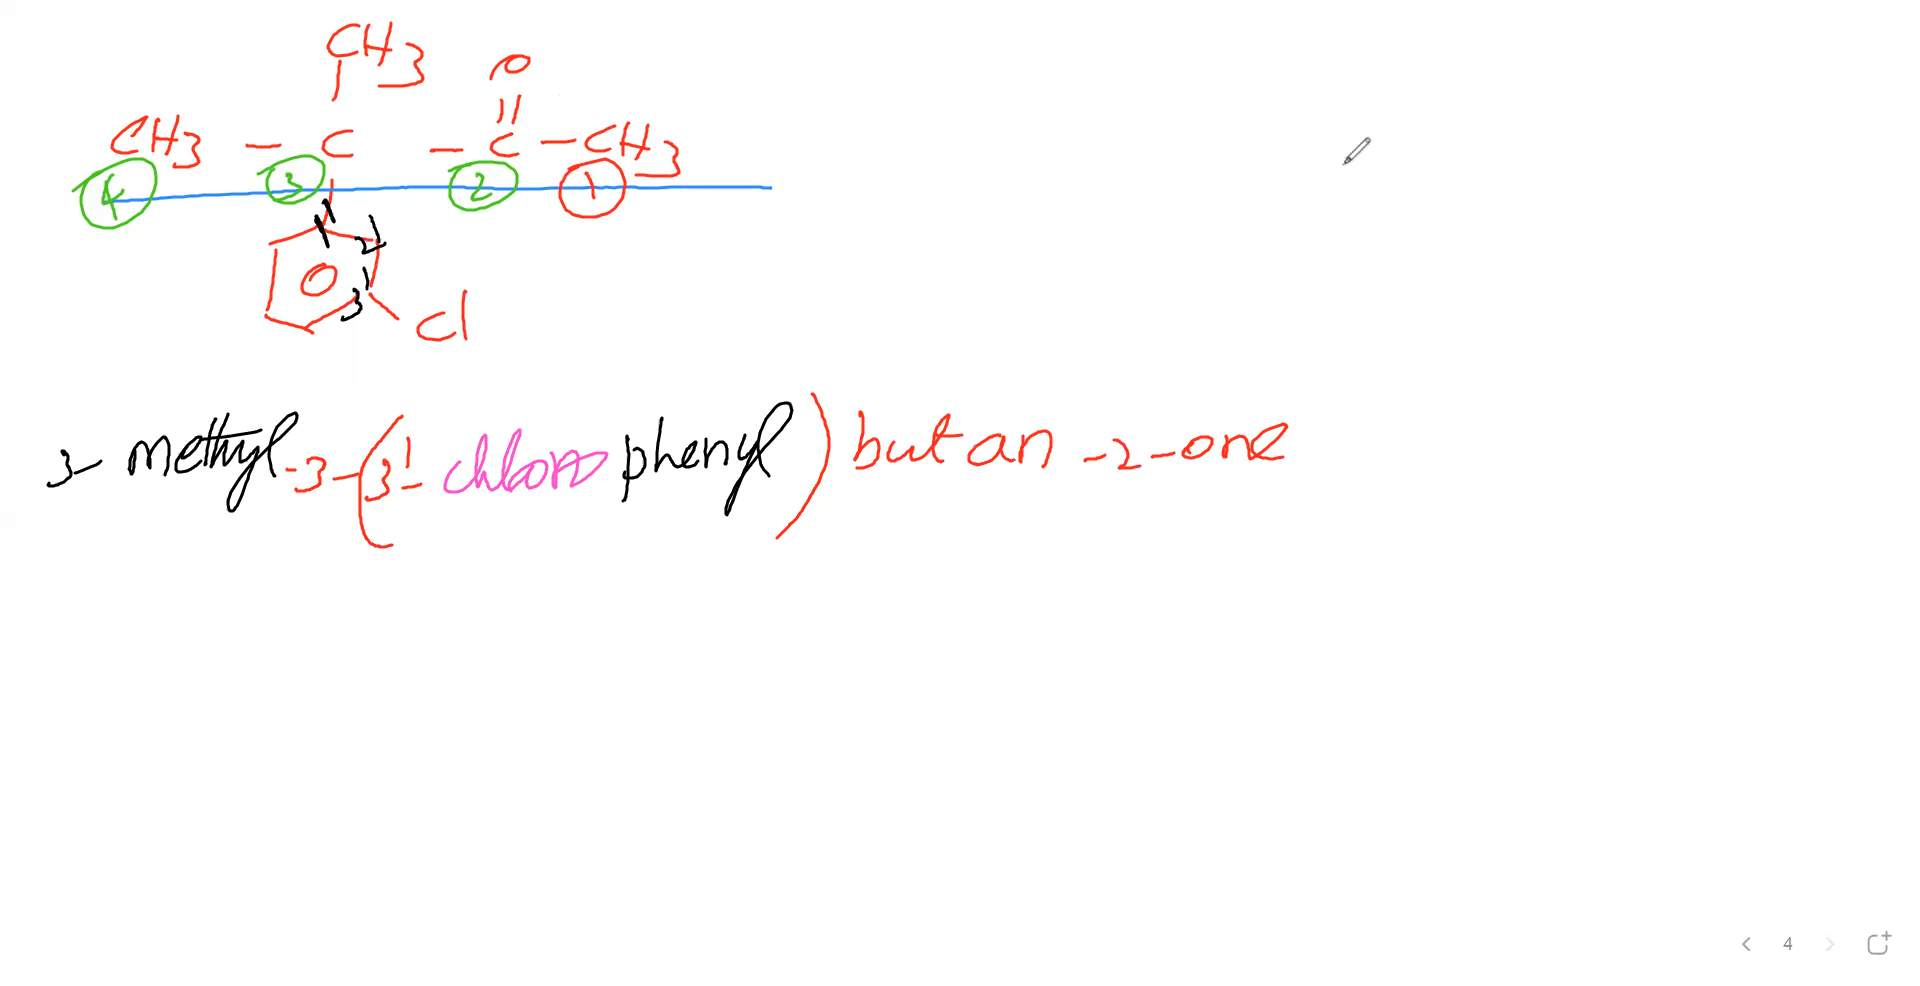 CH3
O
CH3 - C - C - CH3
4 3 2 1
1'
2'
3'
Cl
3- methyl-3-(3'- chloro phenyl) butan -2-one
4